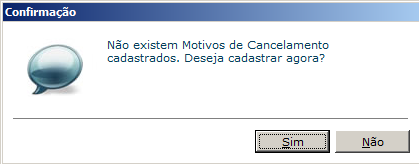 Confirmação
Não existem Motivos de Cancelamento
cadastrados. Deseja cadastrar agora?
Sim
Não